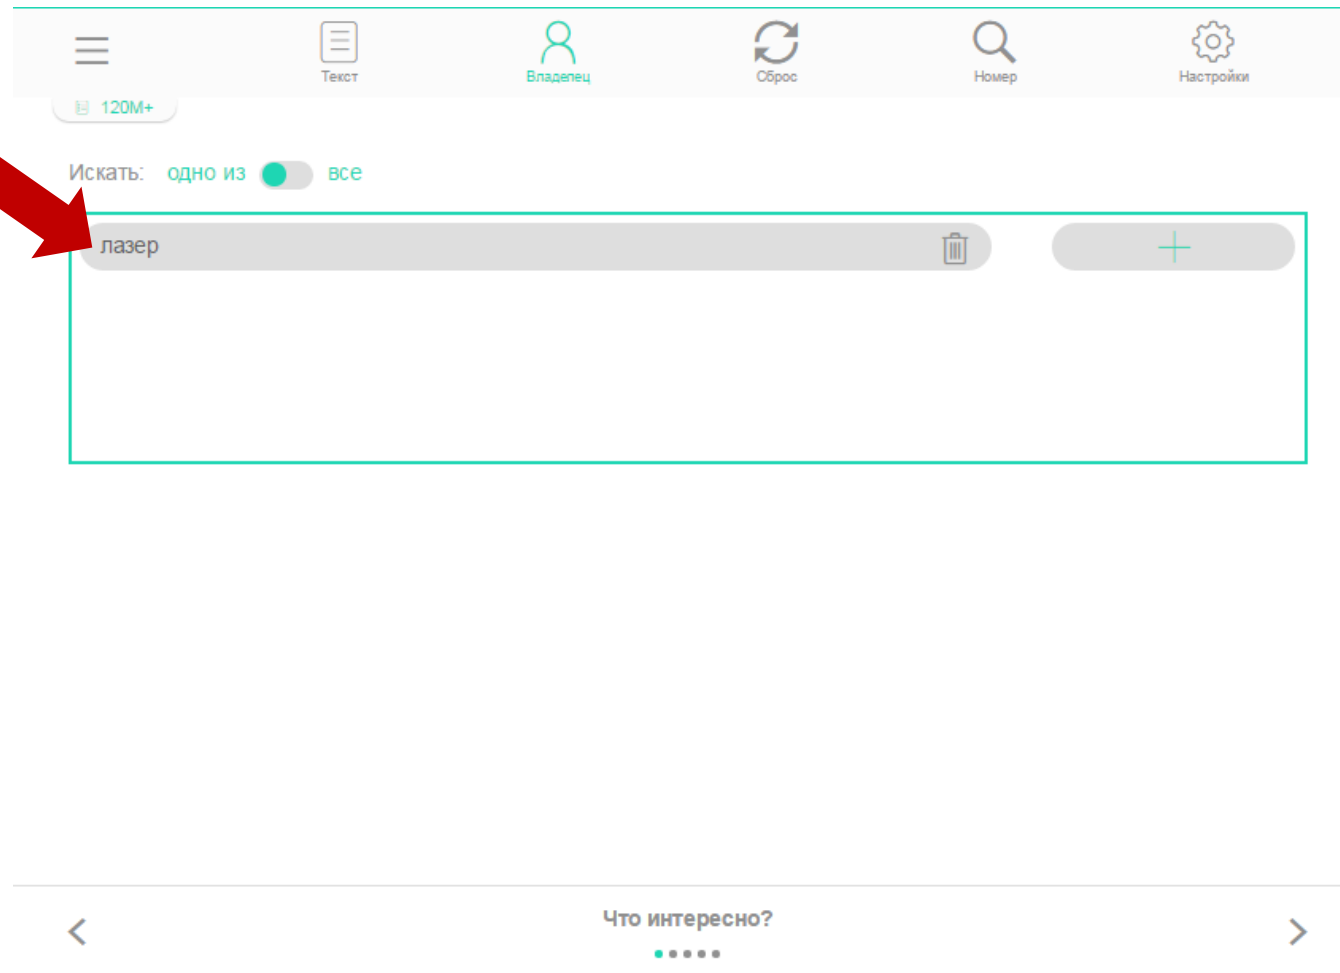 Текст Владелец Сброс Номер Настройки
120M+
Искать: одно из все
лазер
Что интересно?